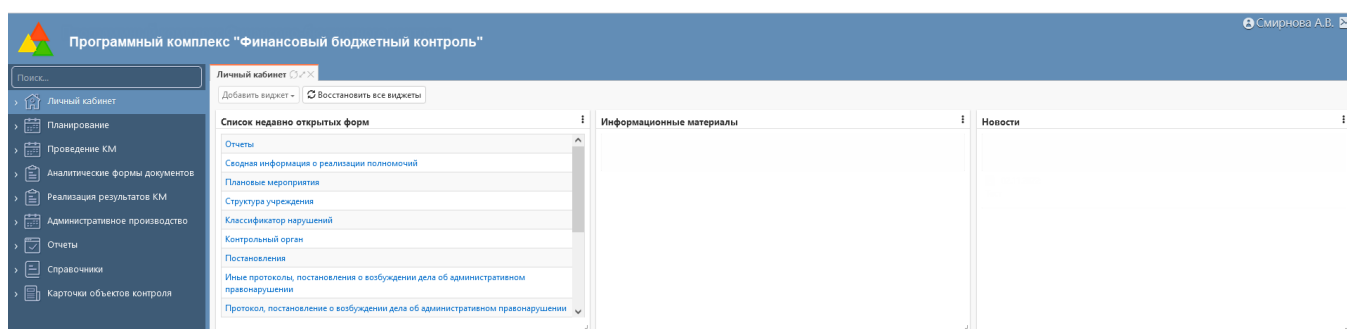 Смирнова А.В.
Программный комплекс "Финансовый бюджетный контроль"
Поиск...
Личный кабинет
Планирование
Проведение КМ
Аналитические формы документов
Реализация результатов КМ
Административное производство
Отчеты
Справочники
Карточки объектов контроля
Личный кабинет
Добавить виджет
Восстановить все виджеты
Список недавно открытых форм
Отчеты
Сводная информация о реализации полномочий
Плановые мероприятия
Структура учреждения
Классификатор нарушений
Контрольный орган
Постановления
Иные протоколы, постановления о возбуждении дела об административном
правонарушении
Протокол, постановление о возбуждении дела об административном правонарушении
Информационные материалы
Новости